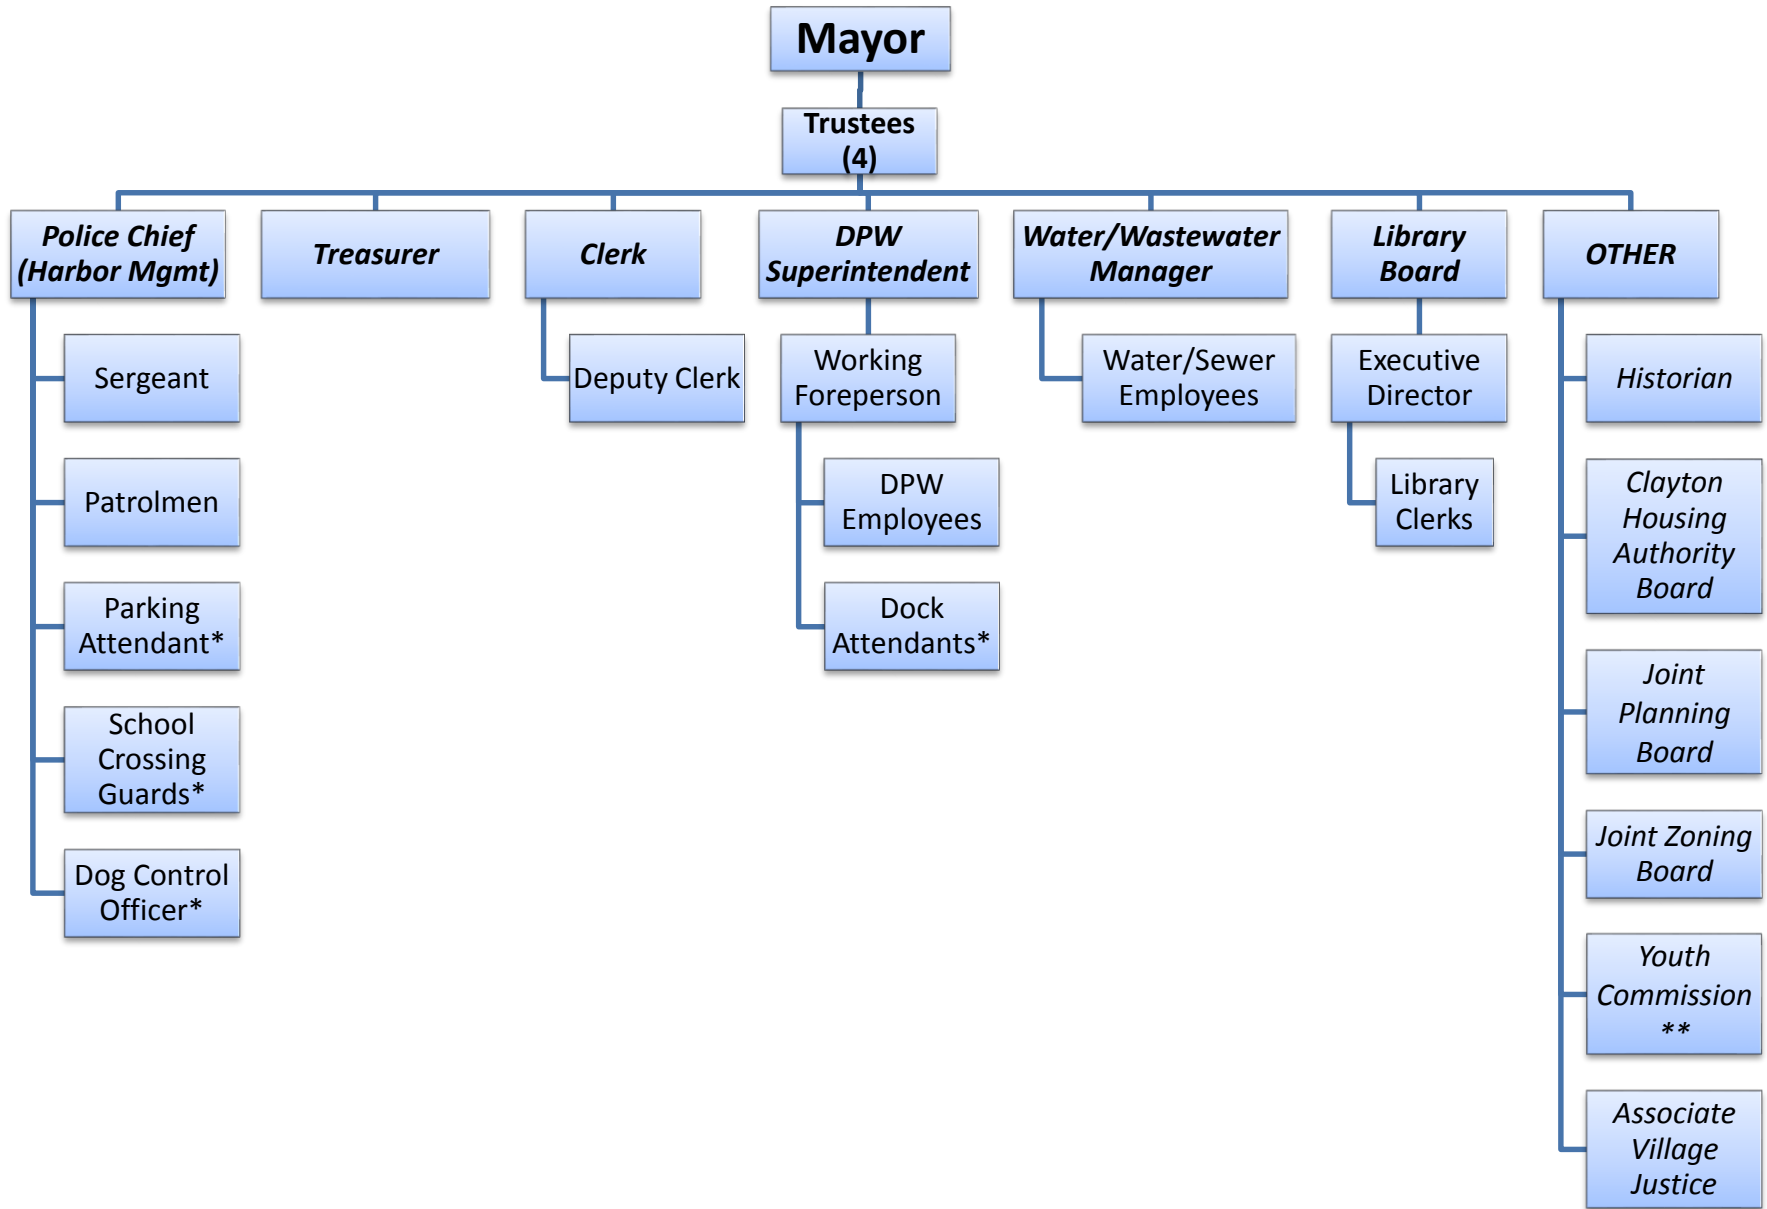 Mayor
Trustees
(4)
Police Chief
(Harbor Mgmt)
Treasurer
Clerk
DPW
Superintendent
Water/Wastewater
Manager
Library
Board
OTHER
Sergeant
Patrolmen
Parking
Attendant*
School
Crossing
Guards*
Dog Control
Officer*
Deputy Clerk
Working
Foreperson
DPW
Employees
Dock
Attendants*
Water/Sewer
Employees
Executive
Director
Library
Clerks
Historian
Clayton
Housing
Authority
Board
Joint
Planning
Board
Joint Zoning
Board
Youth
Commission
**
Associate
Village
Justice